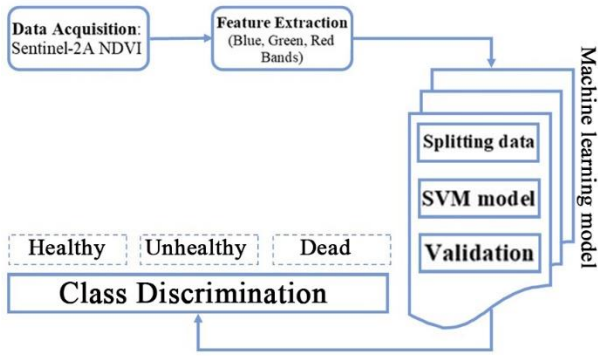 Data Acquisition:
Sentinel-2A NDVI
Feature Extraction
(Blue, Green, Red
Bands)
Machine learning model
Splitting data
SVM model
Validation
Healthy
Unhealthy
Dead
Class Discrimination